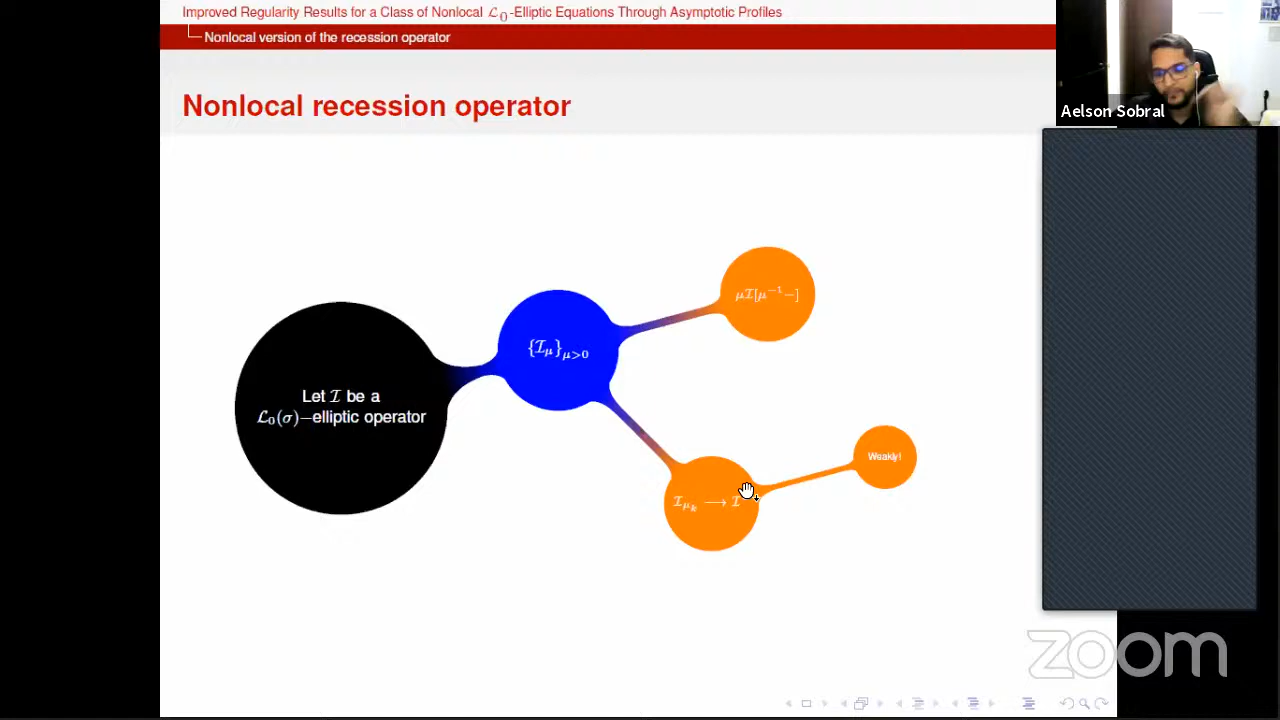 Improved Regularity Results for a Class of Nonlocal ℒ₀-Elliptic Equations Through Asymptotic Profiles
Nonlocal version of the recession operator
Aelson Sobral
Nonlocal recession operator
μℐ[μ⁻¹−]
{ℐ_μ}_{μ>0}
Let ℐ be a
ℒ₀(σ)−elliptic operator
Weakly!
ℐ_{μ_k} ⟶ ℐ
zoom